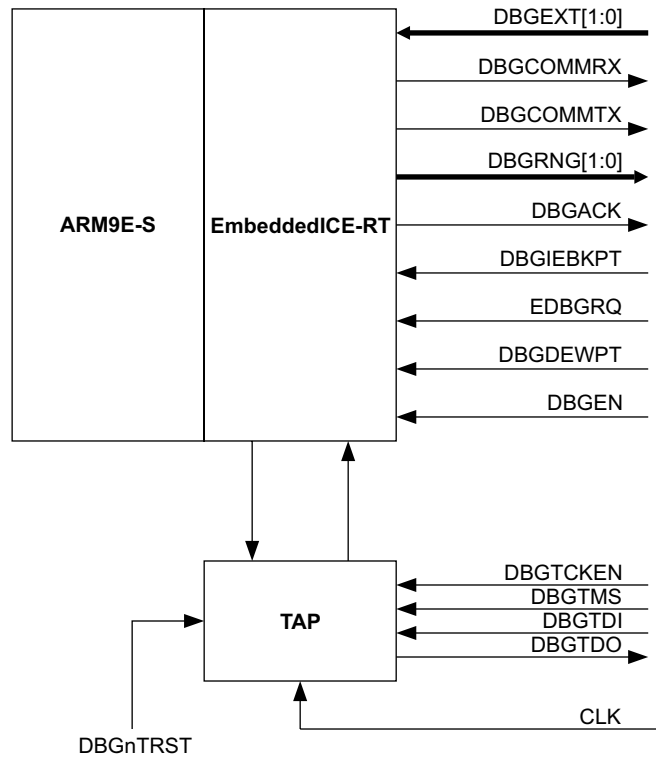 DBGEXT[1:0]
DBGCOMMRX
DBGCOMMTX
DBGRNG[1:0]
ARM9E-S
EmbeddedICE-RT
DBGACK
DBGIEBKPT
EDBGRQ
DBGDEWPT
DBGEN
DBGTCKEN
DBGTMS
TAP
DBGTDI
DBGTDO
CLK
DBGnTRST